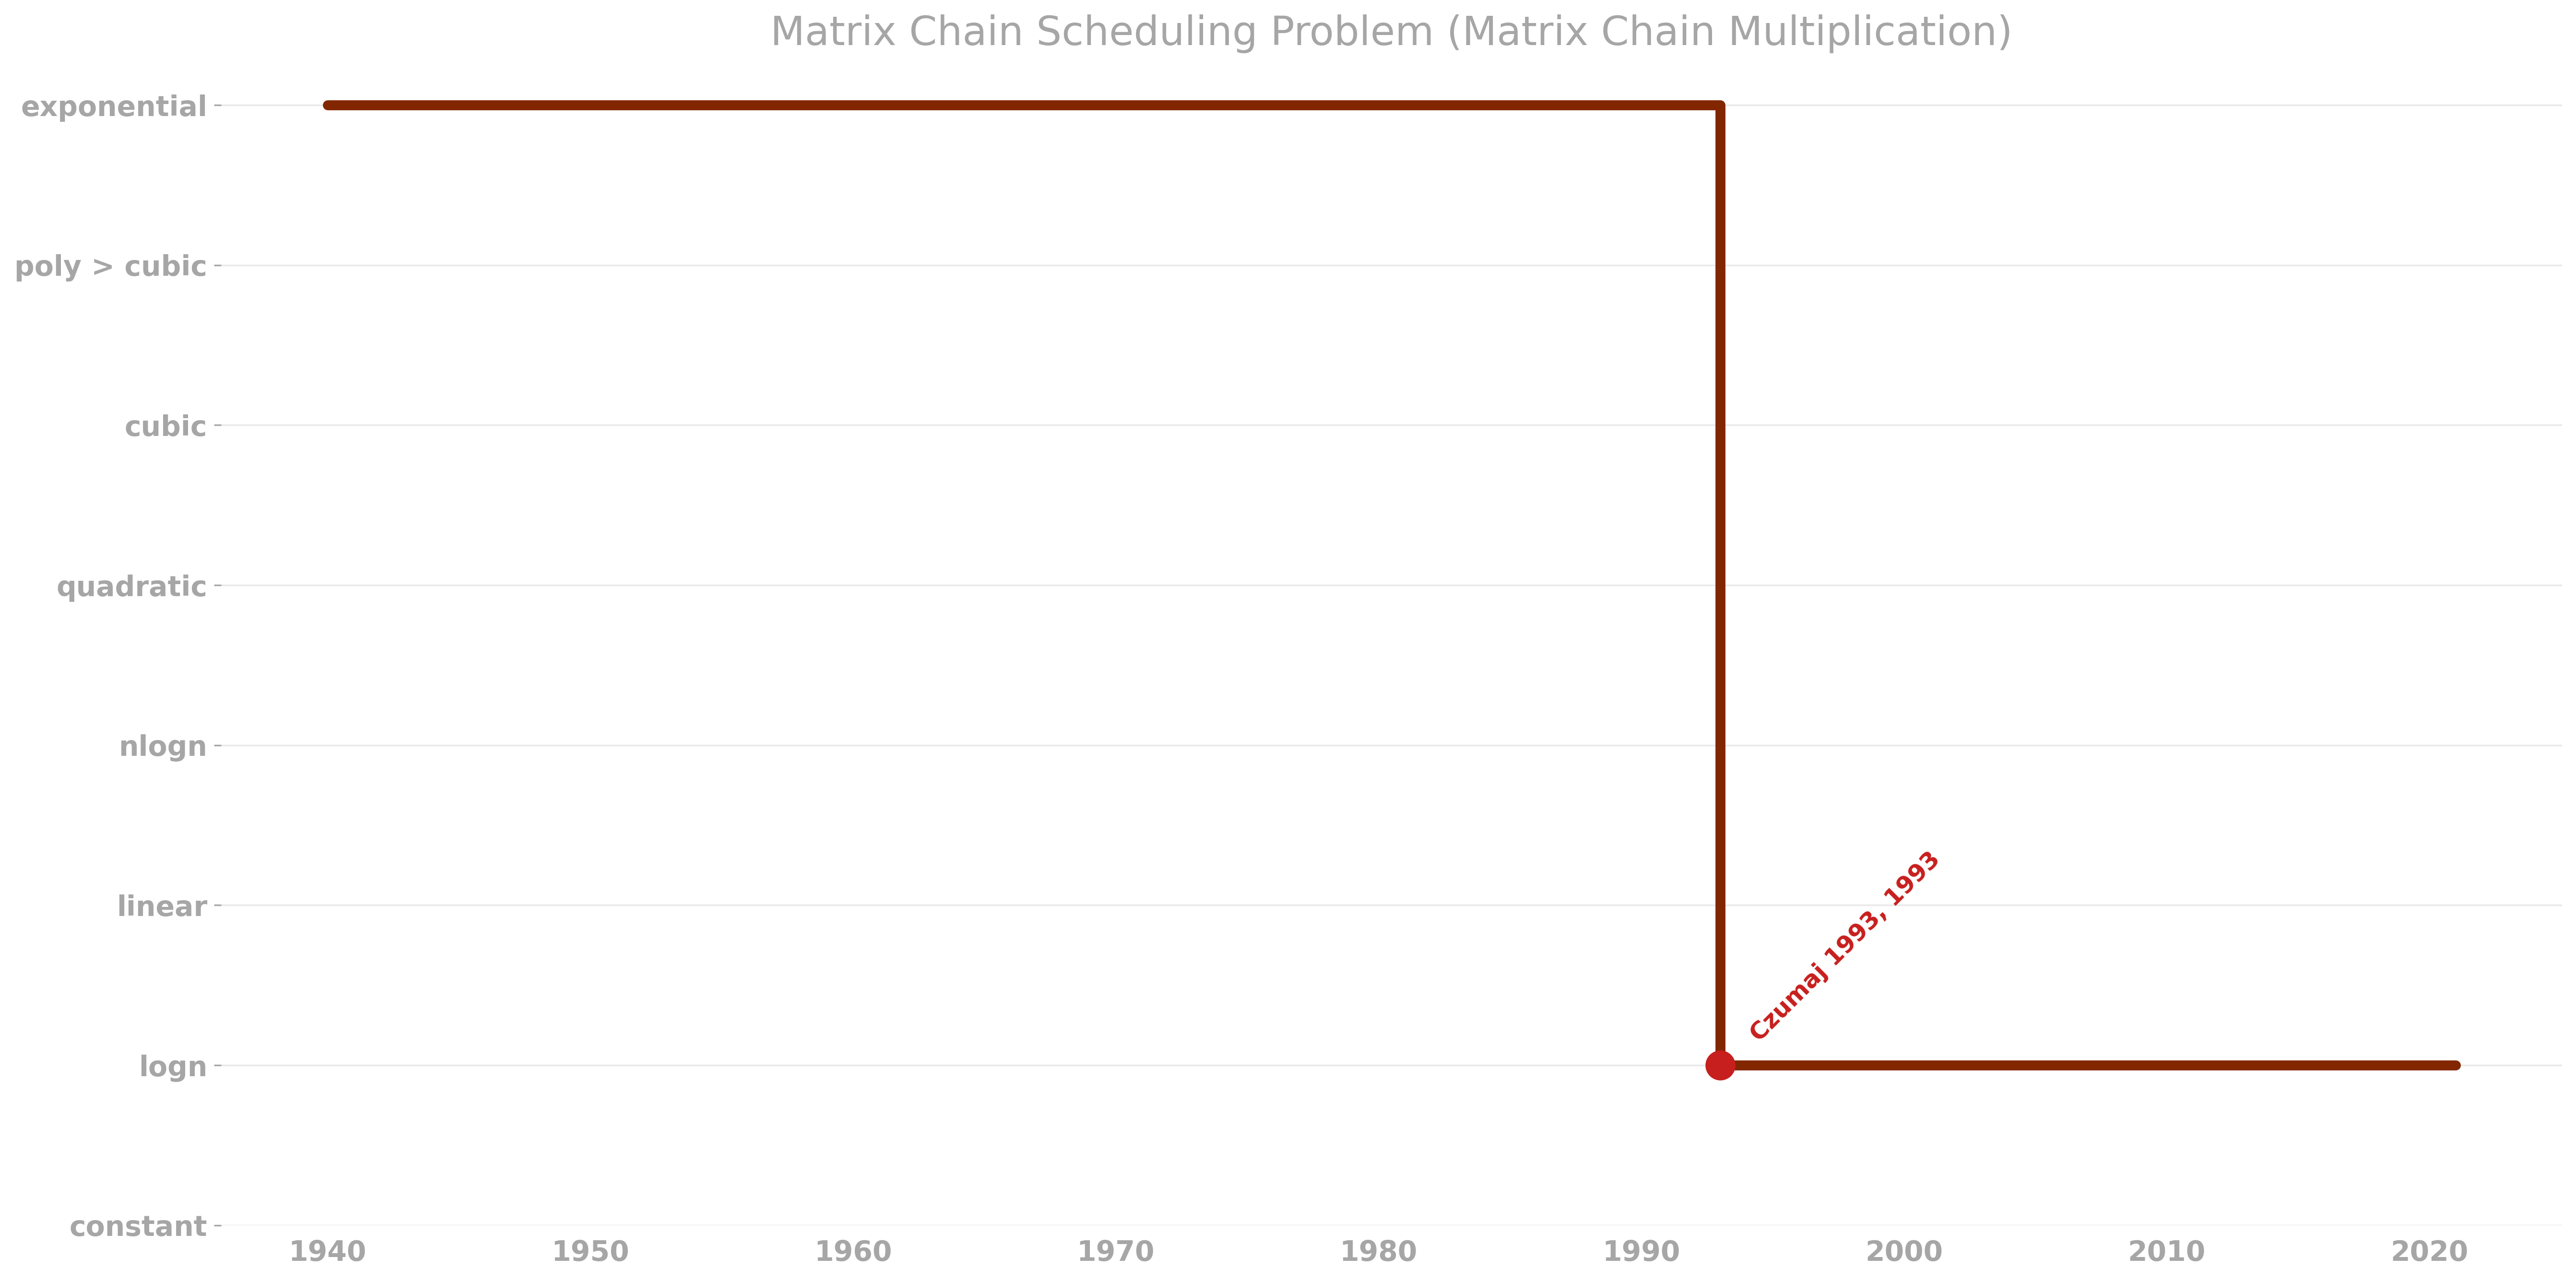 Matrix Chain Scheduling Problem (Matrix Chain Multiplication)
exponential
poly > cubic
cubic
quadratic
nlogn
linear
logn
constant
Czumaj 1993, 1993
1940 1950 1960 1970 1980 1990 2000 2010 2020